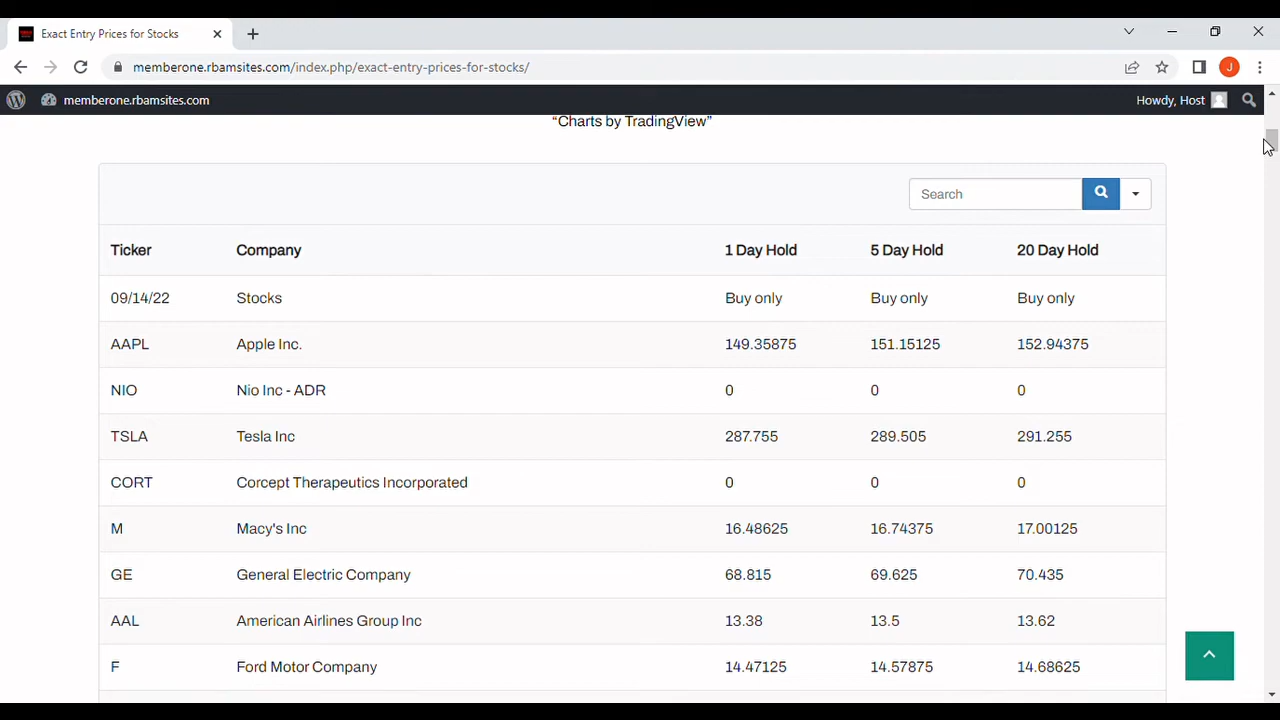 Exact Entry Prices for Stocks
memberone.rbamsites.com/index.php/exact-entry-prices-for-stocks/
J
memberone.rbamsites.com
Howdy, Host
“Charts by TradingView”
Search
Ticker Company 1 Day Hold 5 Day Hold 20 Day Hold
09/14/22 Stocks Buy only Buy only Buy only
AAPL Apple Inc. 149.35875 151.15125 152.94375
NIO Nio Inc - ADR 0 0 0
TSLA Tesla Inc 287.755 289.505 291.255
CORT Corcept Therapeutics Incorporated 0 0 0
M Macy's Inc 16.48625 16.74375 17.00125
GE General Electric Company 68.815 69.625 70.435
AAL American Airlines Group Inc 13.38 13.5 13.62
F Ford Motor Company 14.47125 14.57875 14.68625